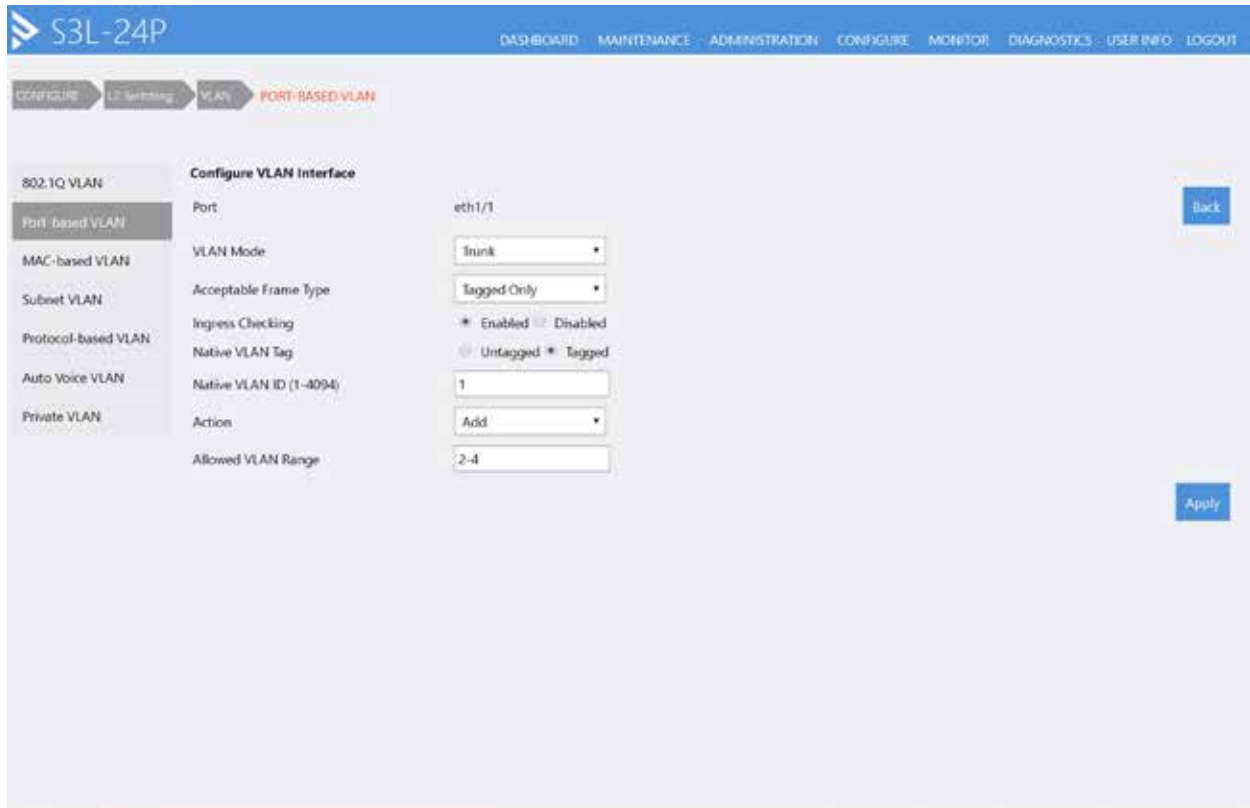 S3L-24P
DASHBOARD MAINTENANCE ADMINISTRATION CONFIGURE MONITOR DIAGNOSTICS USER INFO LOGOUT
CONFIGURE L2 Switching VLAN PORT-BASED VLAN
802.1Q VLAN
Port-based VLAN
MAC-based VLAN
Subnet VLAN
Protocol-based VLAN
Auto Voice VLAN
Private VLAN
Configure VLAN Interface
Port eth1/1
VLAN Mode Trunk
Acceptable Frame Type Tagged Only
Ingress Checking Enabled Disabled
Native VLAN Tag Untagged Tagged
Native VLAN ID (1-4094) 1
Action Add
Allowed VLAN Range 2-4
Back
Apply